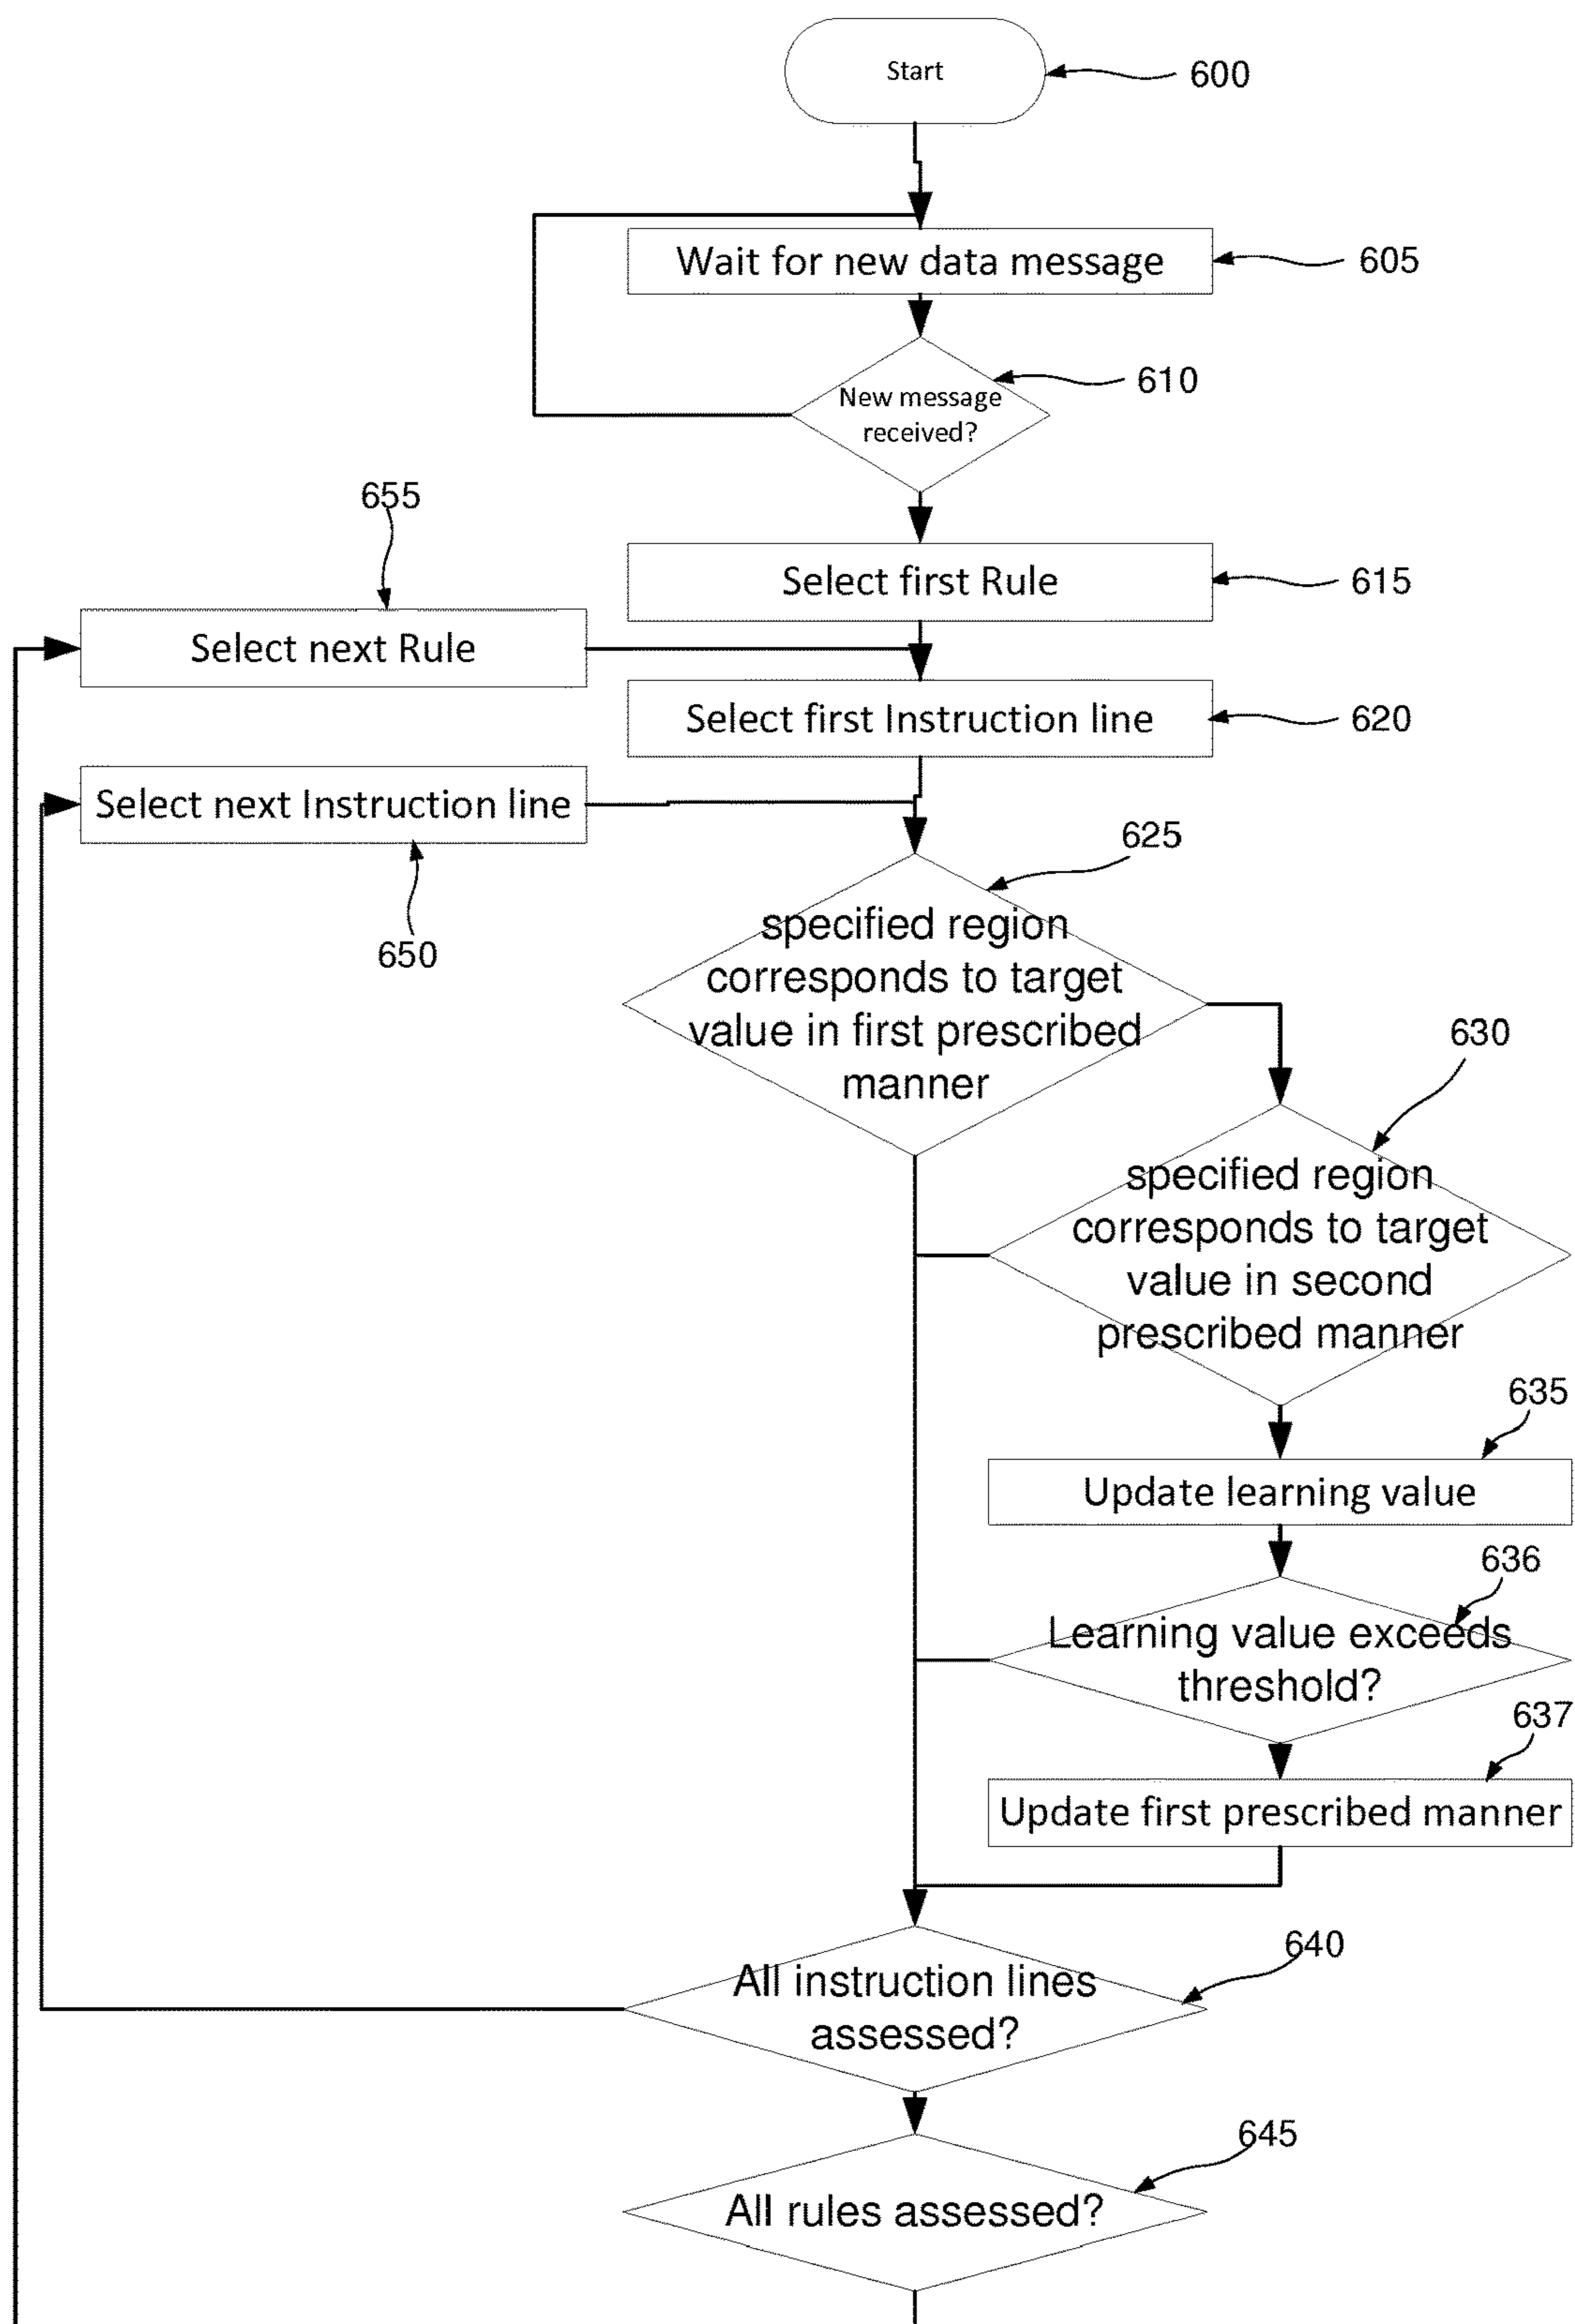 Start
600
Wait for new data message
605
610
New message
received?
655
Select first Rule
615
Select next Rule
Select first Instruction line
620
Select next Instruction line
625
650
specified region
corresponds to target
value in first prescribed
manner
630
specified region
corresponds to target
value in second
prescribed manner
635
Update learning value
636
Learning value exceeds
threshold?
637
Update first prescribed manner
640
All instruction lines
assessed?
645
All rules assessed?